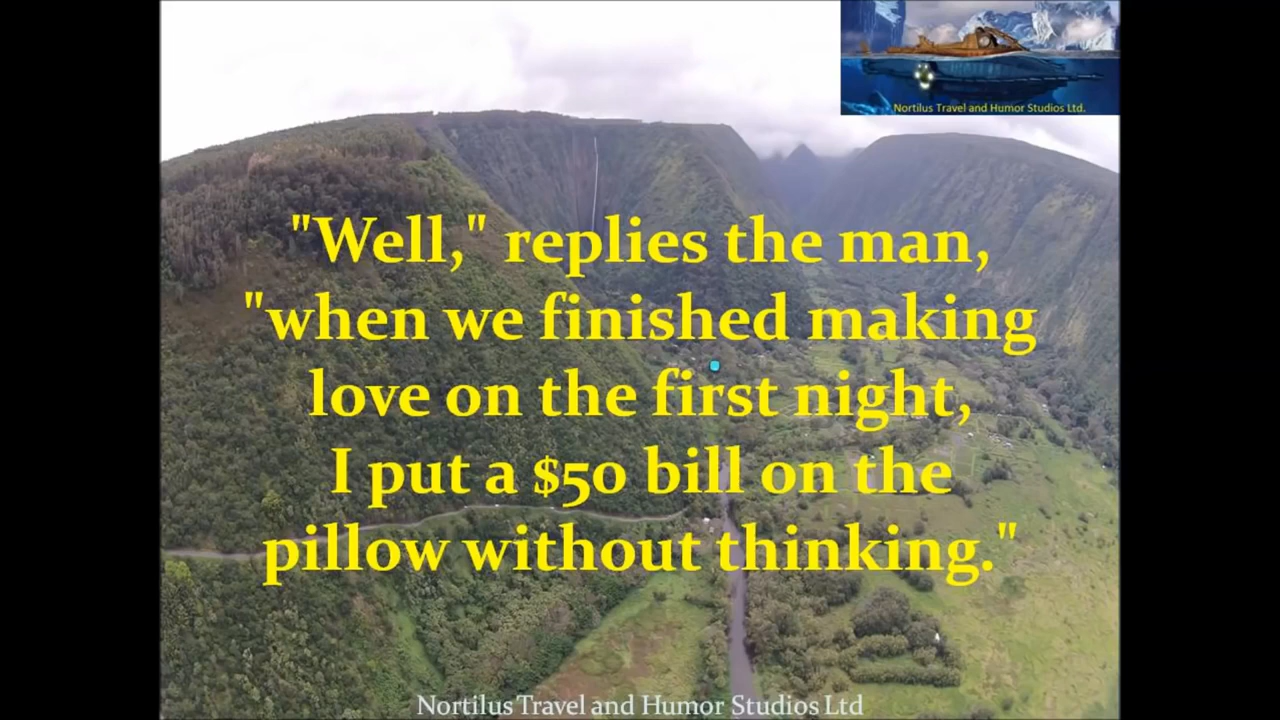 Nortilus Travel and Humor Studios Ltd.
"Well," replies the man,
"when we finished making
love on the first night,
I put a $50 bill on the
pillow without thinking."
Nortilus Travel and Humor Studios Ltd